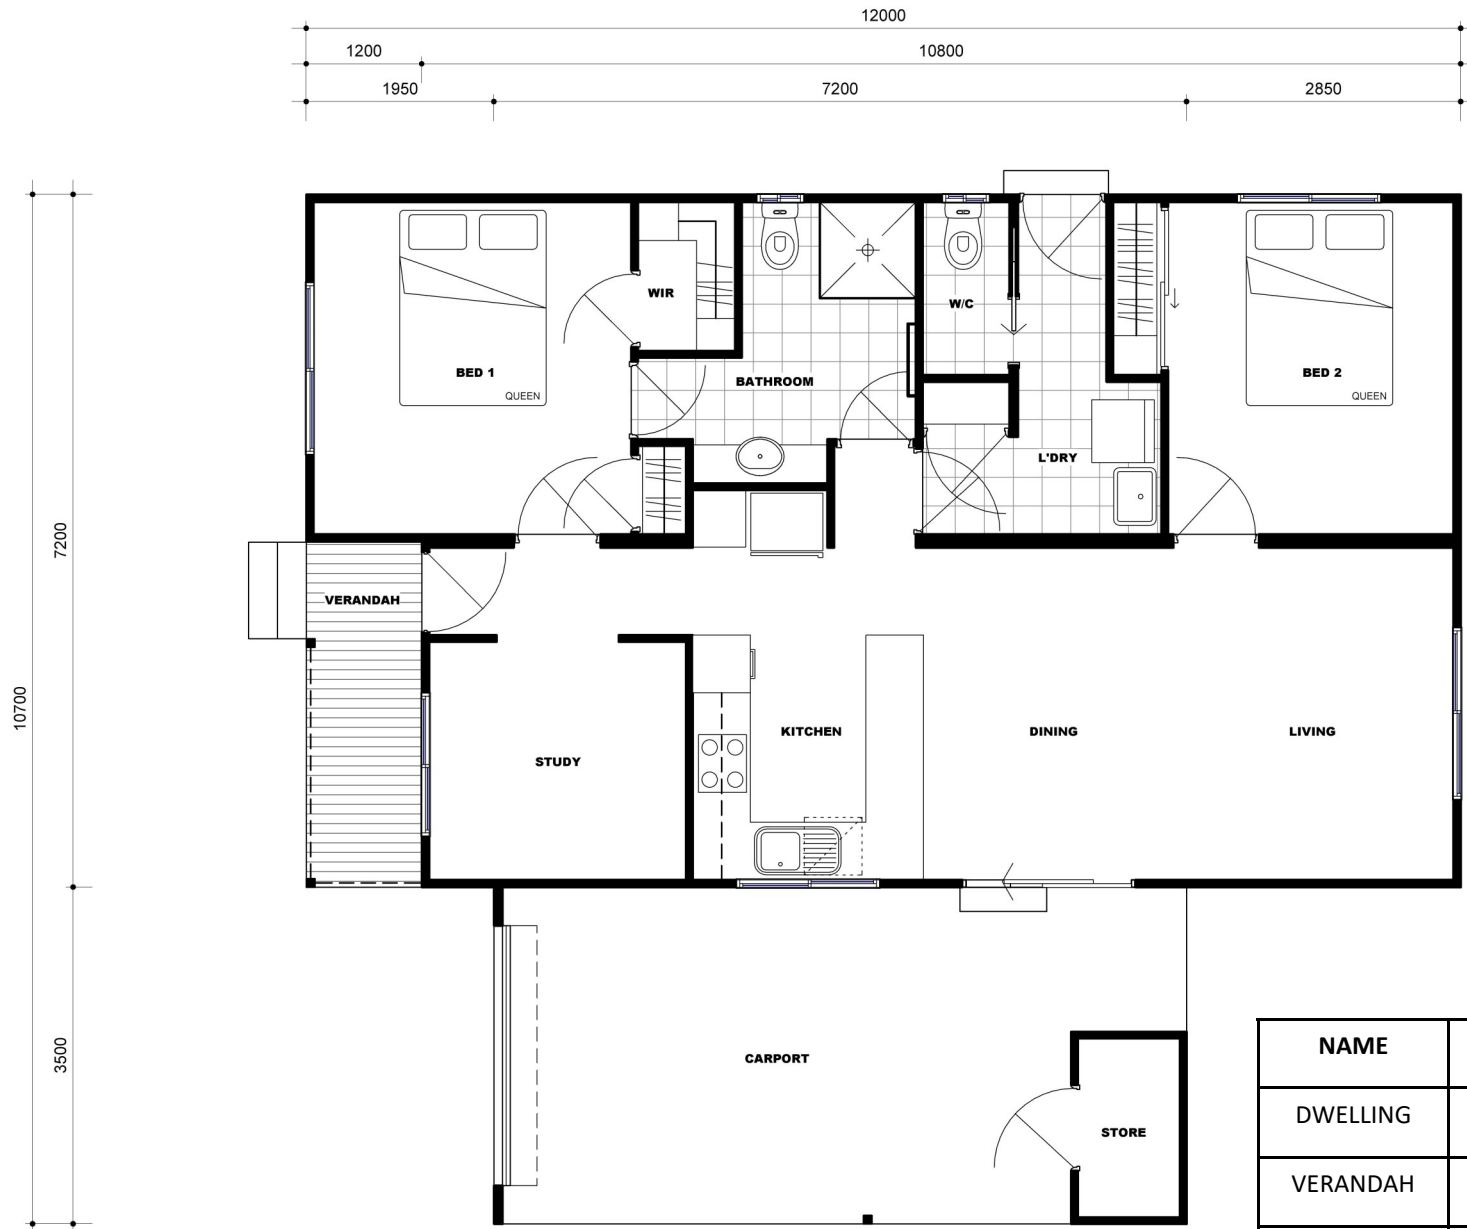 12000
1200
10800
1950
7200
2850
WIR
W/C
BED 1
QUEEN
BATHROOM
BED 2
QUEEN
L'DRY
7200
VERANDAH
10700
KITCHEN
DINING
LIVING
STUDY
3500
CARPORT
STORE
NAME
DWELLING
VERANDAH